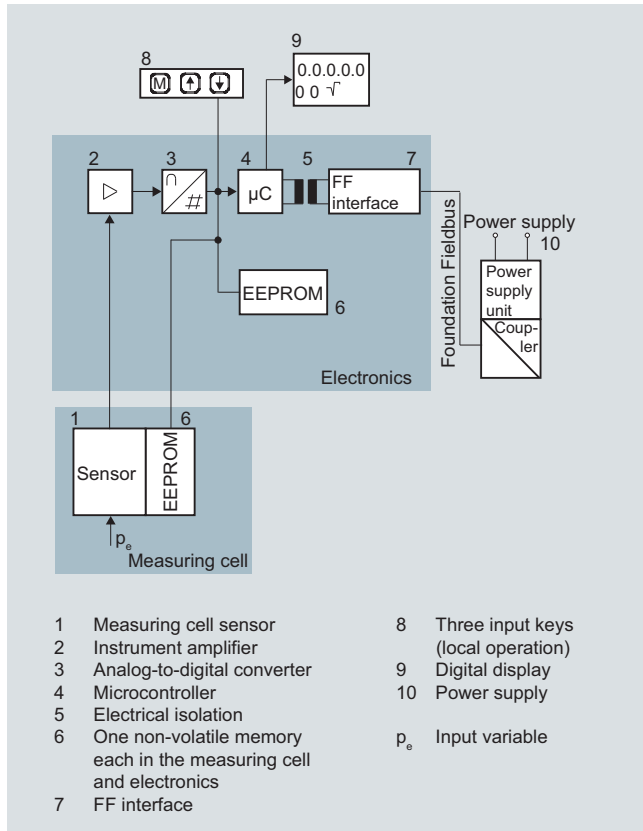 8
9
M
0.0.0.0.0
0 0 √
2
3
4
5
7
∩
#
µC
FF
interface
Foundation Fieldbus
Power supply
10
Power
supply
unit
Coup-
ler
EEPROM
6
Electronics
1
6
Sensor
EEPROM
pe
Measuring cell
1 Measuring cell sensor
2 Instrument amplifier
3 Analog-to-digital converter
4 Microcontroller
5 Electrical isolation
6 One non-volatile memory
each in the measuring cell
and electronics
7 FF interface
8 Three input keys
(local operation)
9 Digital display
10 Power supply
pe Input variable